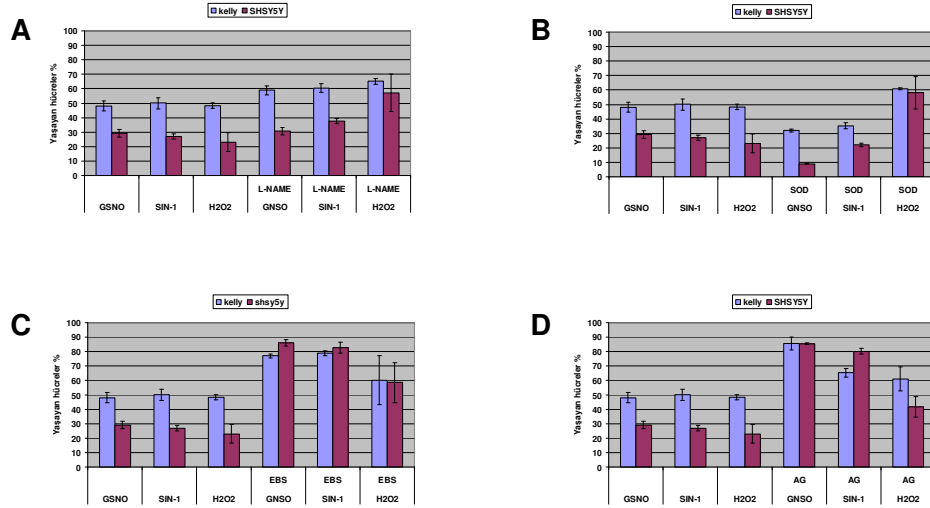 A
kelly SHSY5Y
Yaşayan hücreler %
100
90
80
70
60
50
40
30
20
10
0
L-NAME L-NAME L-NAME
GSNO SIN-1 H2O2 GNSO SIN-1 H2O2
B
kelly SHSY5Y
Yaşayan hücreler %
100
90
80
70
60
50
40
30
20
10
0
SOD SOD SOD
GSNO SIN-1 H2O2 GNSO SIN-1 H2O2
C
kelly shsy5y
Yaşayan hücreler %
100
90
80
70
60
50
40
30
20
10
0
EBS EBS EBS
GSNO SIN-1 H2O2 GNSO SIN-1 H2O2
D
kelly SHSY5Y
Yaşayan hücreler %
100
90
80
70
60
50
40
30
20
10
0
AG AG AG
GSNO SIN-1 H2O2 GNSO SIN-1 H2O2